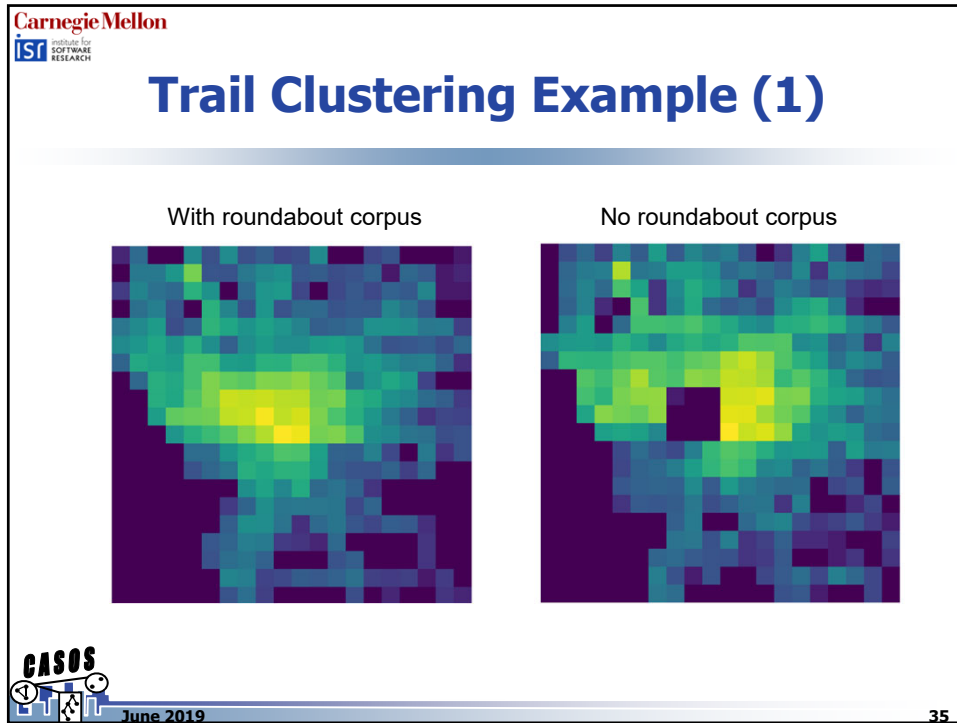 Carnegie Mellon
isr institute for
SOFTWARE
RESEARCH
Trail Clustering Example (1)
With roundabout corpus
No roundabout corpus
CASOS
June 2019
35